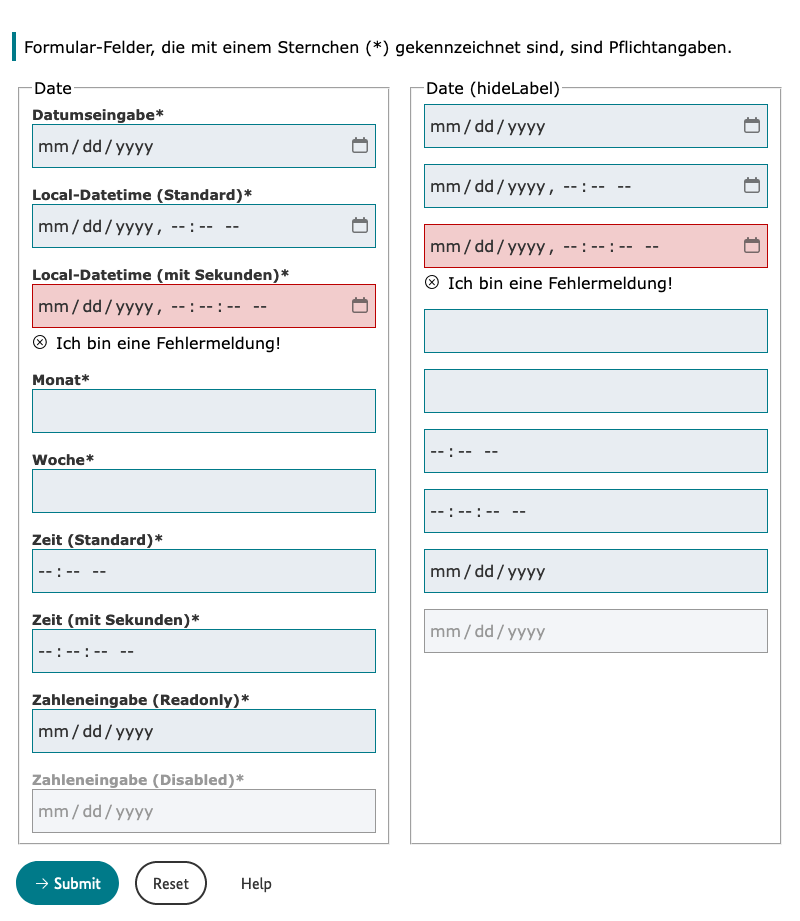 Formular-Felder, die mit einem Sternchen (*) gekennzeichnet sind, sind Pflichtangaben.
Date
Datumseingabe*
mm/dd/yyyy
Local-Datetime (Standard)*
mm/dd/yyyy, --:-- --
Local-Datetime (mit Sekunden)*
mm/dd/yyyy, --:--:-- --
Ich bin eine Fehlermeldung!
Monat*
Woche*
Zeit (Standard)*
--:-- --
Zeit (mit Sekunden)*
--:--:-- --
Zahleneingabe (Readonly)*
mm/dd/yyyy
Zahleneingabe (Disabled)*
mm/dd/yyyy
Date (hideLabel)
mm/dd/yyyy
mm/dd/yyyy, --:-- --
mm/dd/yyyy, --:--:-- --
Ich bin eine Fehlermeldung!
--:-- --
--:--:-- --
mm/dd/yyyy
mm/dd/yyyy
→ Submit
Reset
Help